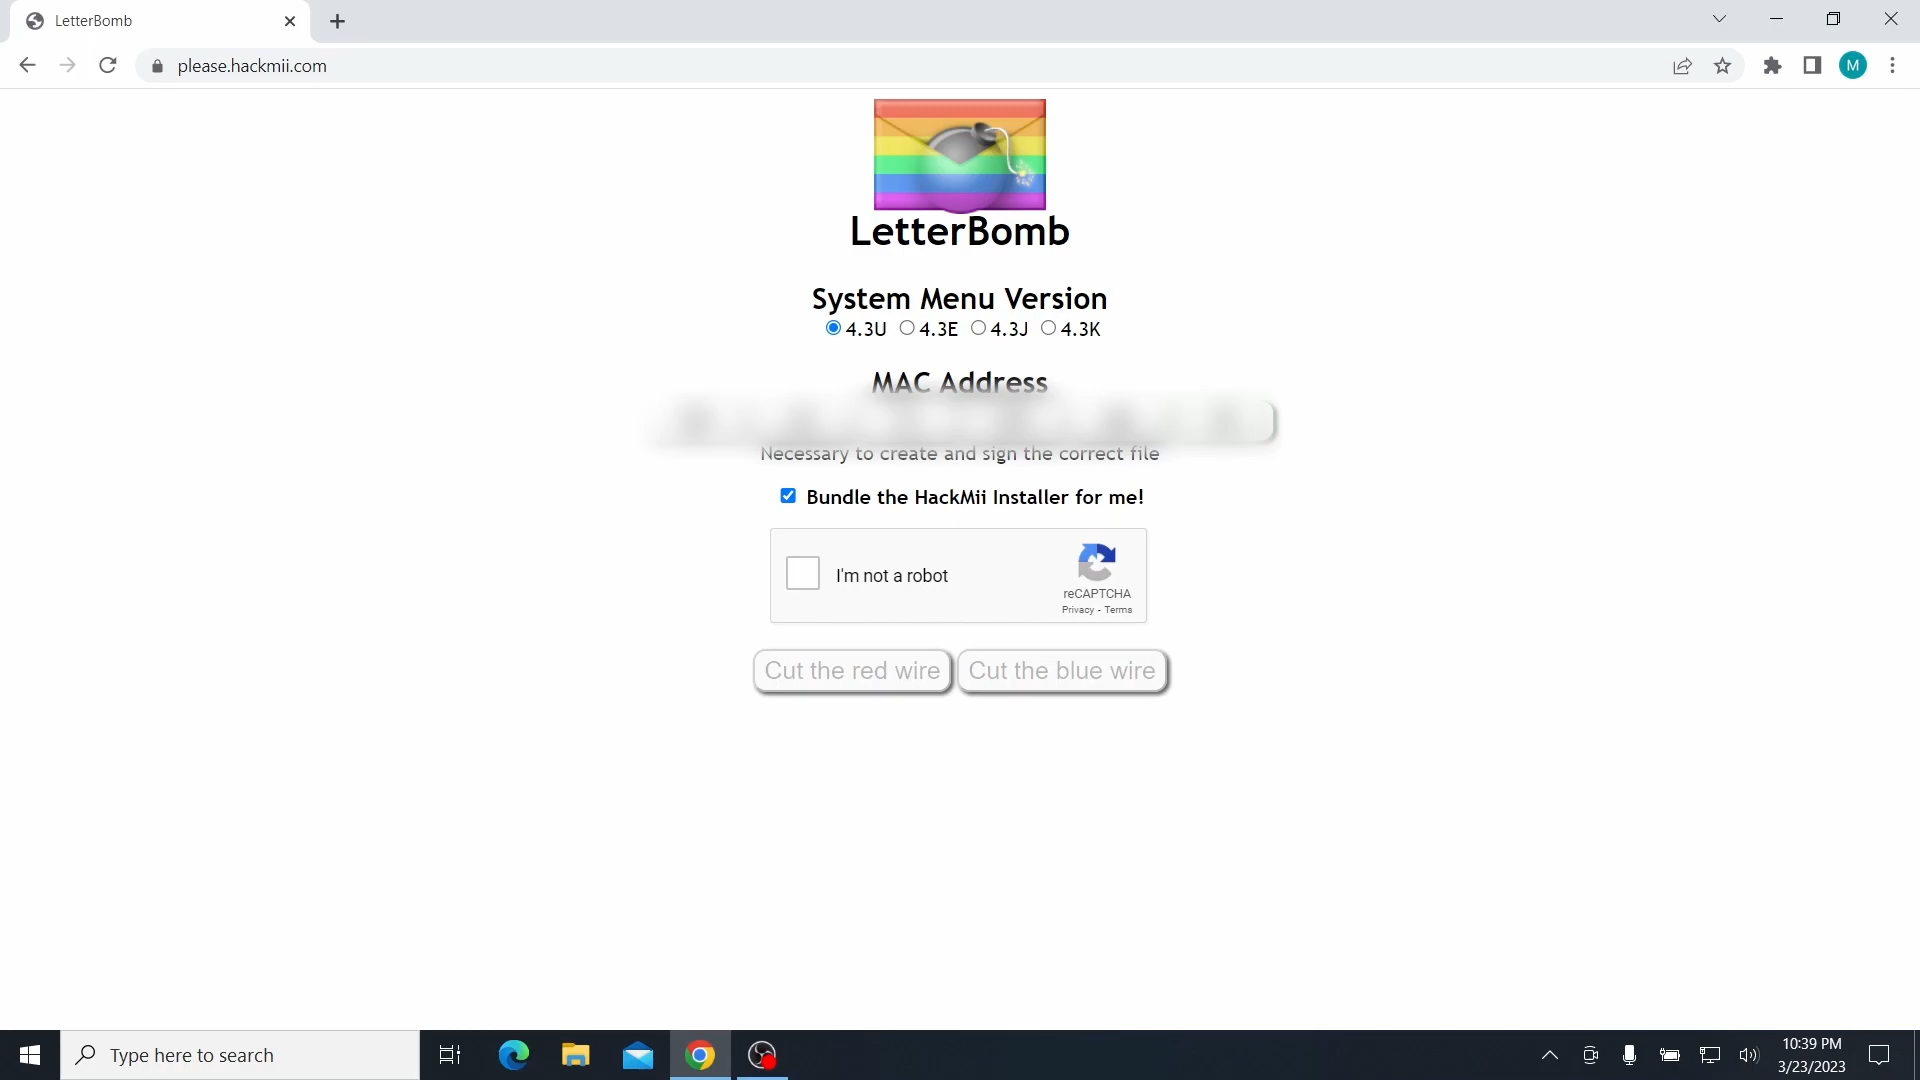 LetterBomb
please.hackmii.com
M
LetterBomb
System Menu Version
4.3U 4.3E 4.3J 4.3K
MAC Address
Necessary to create and sign the correct file
Bundle the HackMii Installer for me!
I'm not a robot
reCAPTCHA
Privacy - Terms
Cut the red wire Cut the blue wire
Type here to search
10:39 PM
3/23/2023